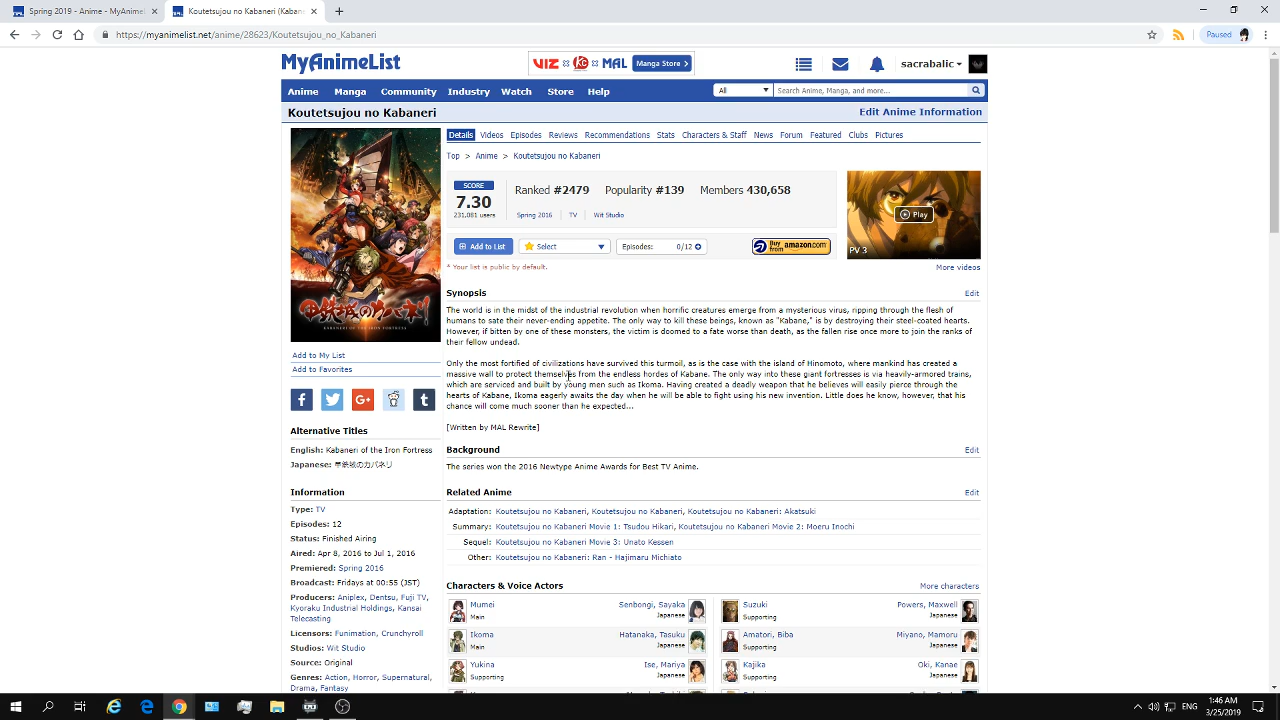 Spring 2019 - Anime - MyAnimeList
Koutetsujou no Kabaneri (Kaban
https://myanimelist.net/anime/28623/Koutetsujou_no_Kabaneri
Paused
MyAnimeList
VIZ MAL Manga Store >
sacrabalic
Anime Manga Community Industry Watch Store Help
All
Search Anime, Manga, and more...
Koutetsujou no Kabaneri
Edit Anime Information
甲鉄城のカバネリ
KABANERI OF THE IRON FORTRESS
Add to My List
Add to Favorites
Alternative Titles
English: Kabaneri of the Iron Fortress
Japanese: 甲鉄城のカバネリ
Information
Type: TV
Episodes: 12
Status: Finished Airing
Aired: Apr 8, 2016 to Jul 1, 2016
Premiered: Spring 2016
Broadcast: Fridays at 00:55 (JST)
Producers: Aniplex, Dentsu, Fuji TV,
Kyoraku Industrial Holdings, Kansai
Telecasting
Licensors: Funimation, Crunchyroll
Studios: Wit Studio
Source: Original
Genres: Action, Horror, Supernatural,
Drama, Fantasy
Details Videos Episodes Reviews Recommendations Stats Characters & Staff News Forum Featured Clubs Pictures
Top > Anime > Koutetsujou no Kabaneri
SCORE
7.30
231,081 users
Ranked #2479 Popularity #139 Members 430,658
Spring 2016 | TV | Wit Studio
Add to List
Select
Episodes: 0/12
Buy from amazon.com
* Your list is public by default.
Play
PV 3
More videos
Synopsis
Edit
The world is in the midst of the industrial revolution when horrific creatures emerge from a mysterious virus, ripping through the flesh of
humans to sate their never-ending appetite. The only way to kill these beings, known as "Kabane," is by destroying their steel-coated hearts.
However, if bitten by one of these monsters, the victim is doomed to a fate worse than death, as the fallen rise once more to join the ranks of
their fellow undead.
Only the most fortified of civilizations have survived this turmoil, as is the case with the island of Hinomoto, where mankind has created a
massive wall to protect themselves from the endless hordes of Kabane. The only way into these giant fortresses is via heavily-armored trains,
which are serviced and built by young men such as Ikoma. Having created a deadly weapon that he believes will easily pierce through the
hearts of Kabane, Ikoma eagerly awaits the day when he will be able to fight using his new invention. Little does he know, however, that his
chance will come much sooner than he expected...
[Written by MAL Rewrite]
Background
Edit
The series won the 2016 Newtype Anime Awards for Best TV Anime.
Related Anime
Edit
Adaptation: Koutetsujou no Kabaneri, Koutetsujou no Kabaneri, Koutetsujou no Kabaneri: Akatsuki
Summary: Koutetsujou no Kabaneri Movie 1: Tsudou Hikari, Koutetsujou no Kabaneri Movie 2: Moeru Inochi
Sequel: Koutetsujou no Kabaneri Movie 3: Unato Kessen
Other: Koutetsujou no Kabaneri: Ran - Hajimaru Michiato
Characters & Voice Actors
More characters
Mumei Senbongi, Sayaka
Main Japanese
Suzuki Powers, Maxwell
Supporting Japanese
Ikoma Hatanaka, Tasuku
Main Japanese
Amatori, Biba Miyano, Mamoru
Supporting Japanese
Yukina Ise, Mariya
Supporting Japanese
Kajika Oki, Kanae
Supporting Japanese
ENG
1:46 AM
3/25/2019